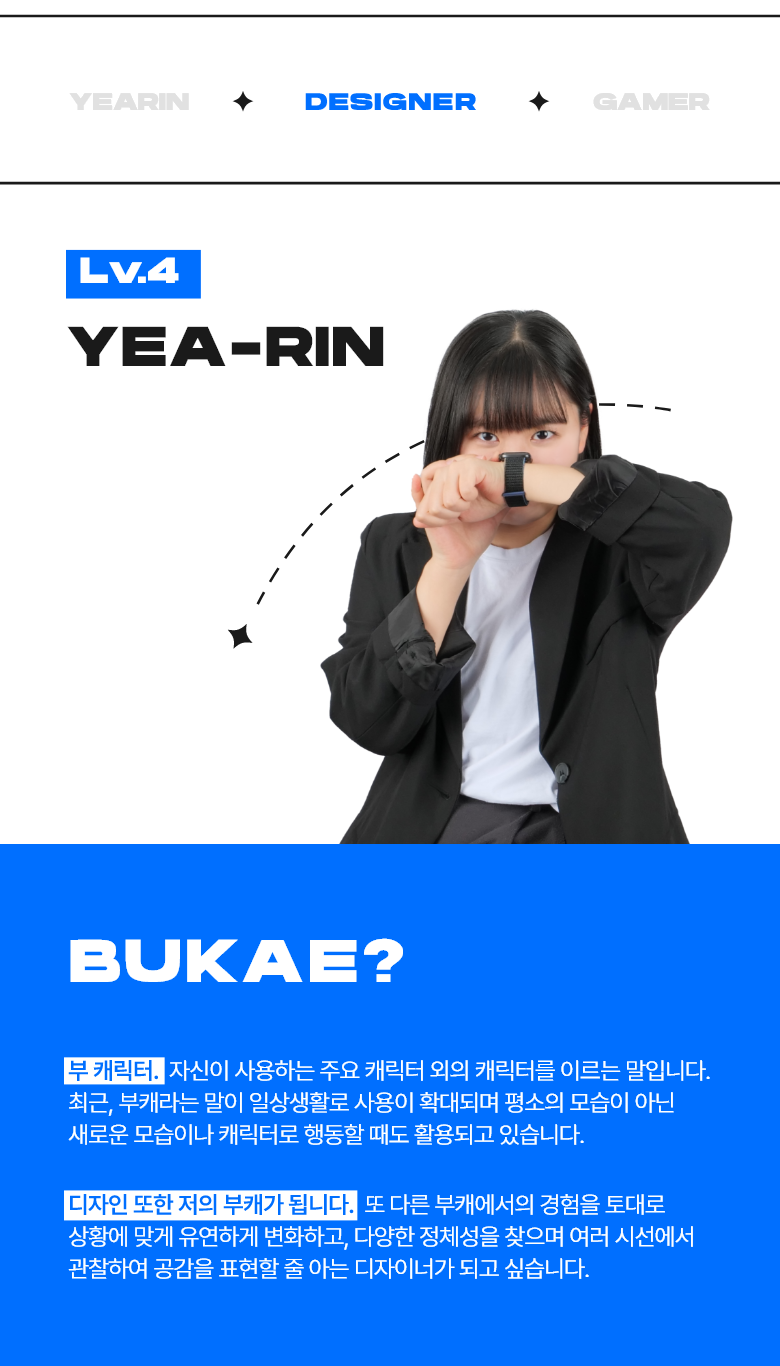 YEARIN ✦ DESIGNER ✦ GAMER
Lv.4
YEA-RIN
BUKAE?
부 캐릭터. 자신이 사용하는 주요 캐릭터 외의 캐릭터를 이르는 말입니다.
최근, 부캐라는 말이 일상생활로 사용이 확대되며 평소의 모습이 아닌
새로운 모습이나 캐릭터로 행동할 때도 활용되고 있습니다.
디자인 또한 저의 부캐가 됩니다. 또 다른 부캐에서의 경험을 토대로
상황에 맞게 유연하게 변화하고, 다양한 정체성을 찾으며 여러 시선에서
관찰하여 공감을 표현할 줄 아는 디자이너가 되고 싶습니다.